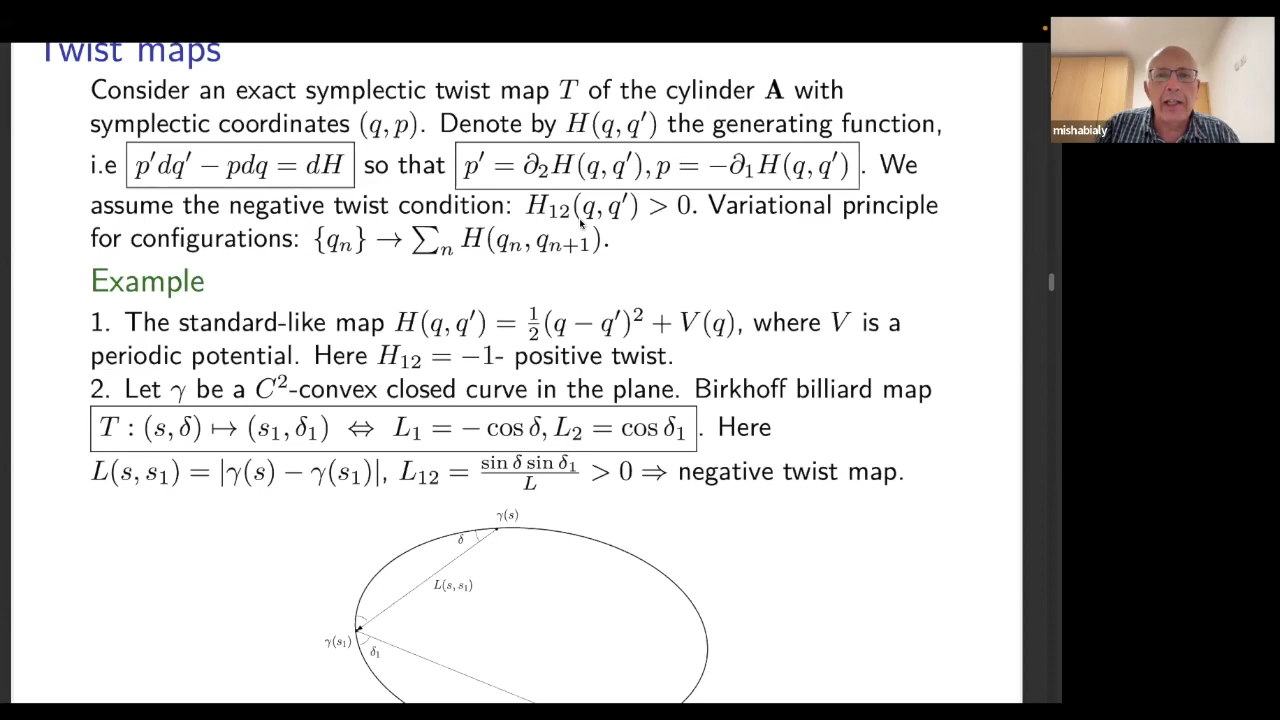 Twist maps
Consider an exact symplectic twist map T of the cylinder A with
symplectic coordinates (q, p). Denote by H(q, q′) the generating function,
i.e p′dq′ − pdq = dH so that p′ = ∂₂H(q, q′), p = −∂₁H(q, q′) . We
assume the negative twist condition: H₁₂(q, q′) > 0. Variational principle
for configurations: {qₙ} → ∑ₙ H(qₙ, qₙ₊₁).
Example
1. The standard-like map H(q, q′) = ½(q − q′)² + V(q), where V is a
periodic potential. Here H₁₂ = −1- positive twist.
2. Let γ be a C²-convex closed curve in the plane. Birkhoff billiard map
T : (s, δ) ↦ (s₁, δ₁) ⇔ L₁ = − cos δ, L₂ = cos δ₁ . Here
L(s, s₁) = |γ(s) − γ(s₁)|, L₁₂ = (sin δ sin δ₁)/L > 0 ⇒ negative twist map.
γ(s)
δ
L(s, s₁)
γ(s₁)
δ₁
mishabialy